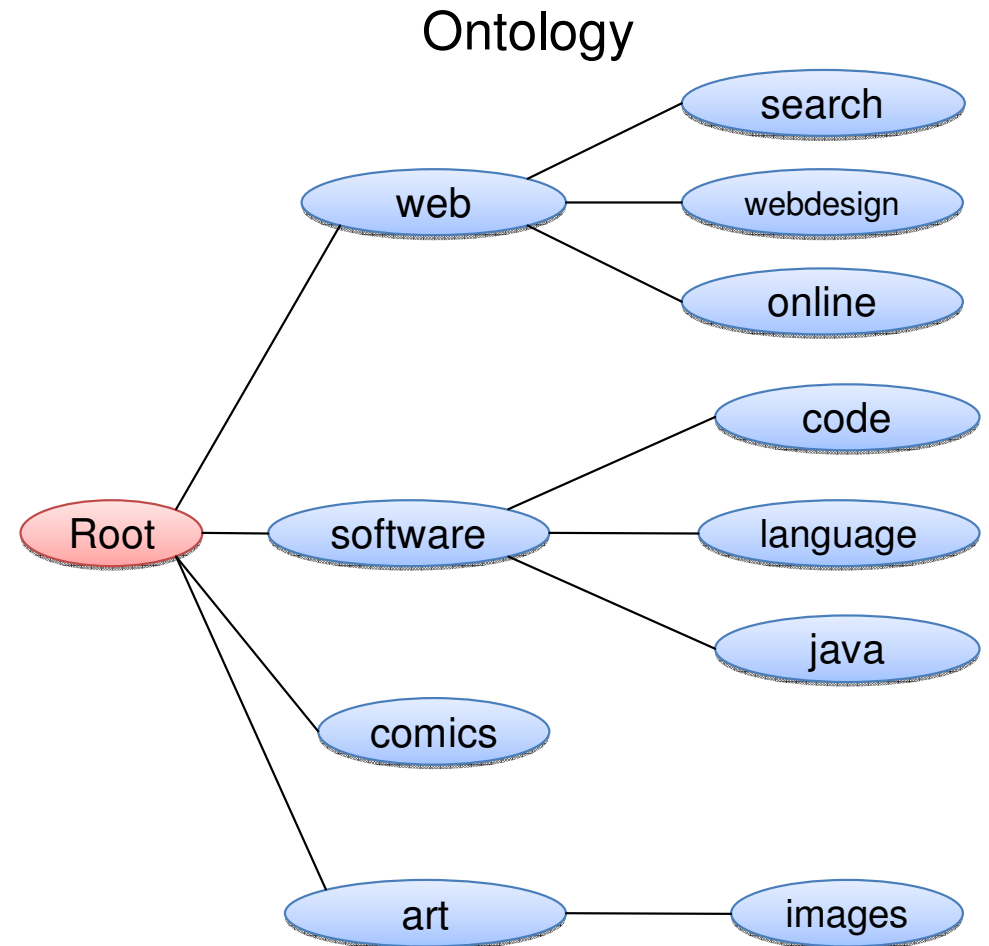 Ontology
search
web
webdesign
online
code
Root
software
language
java
comics
art
images